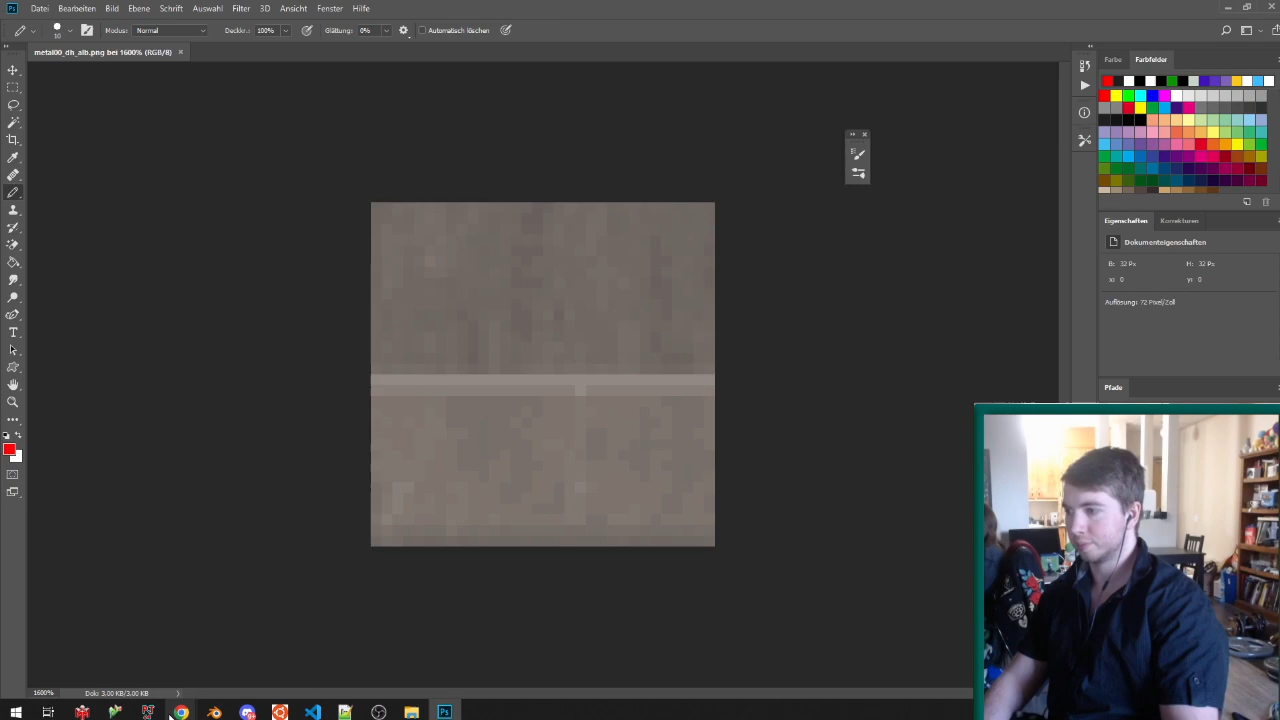 Datei Bearbeiten Bild Ebene Schrift Auswahl Filter 3D Ansicht Fenster Hilfe
10 Modus: Normal Deckkr.: 100% Glättung: 0% Automatisch löschen
metal00_dh_alb.png bei 1600% (RGB/8) ×
Farbe Farbfelder
Eigenschaften Korrekturen
Dokumenteigenschaften
B: 32 Px H: 32 Px
X: 0 Y: 0
Auflösung: 72 Pixel/Zoll
Pfade
1600% Dok: 3,00 KB/3,00 KB
Ps